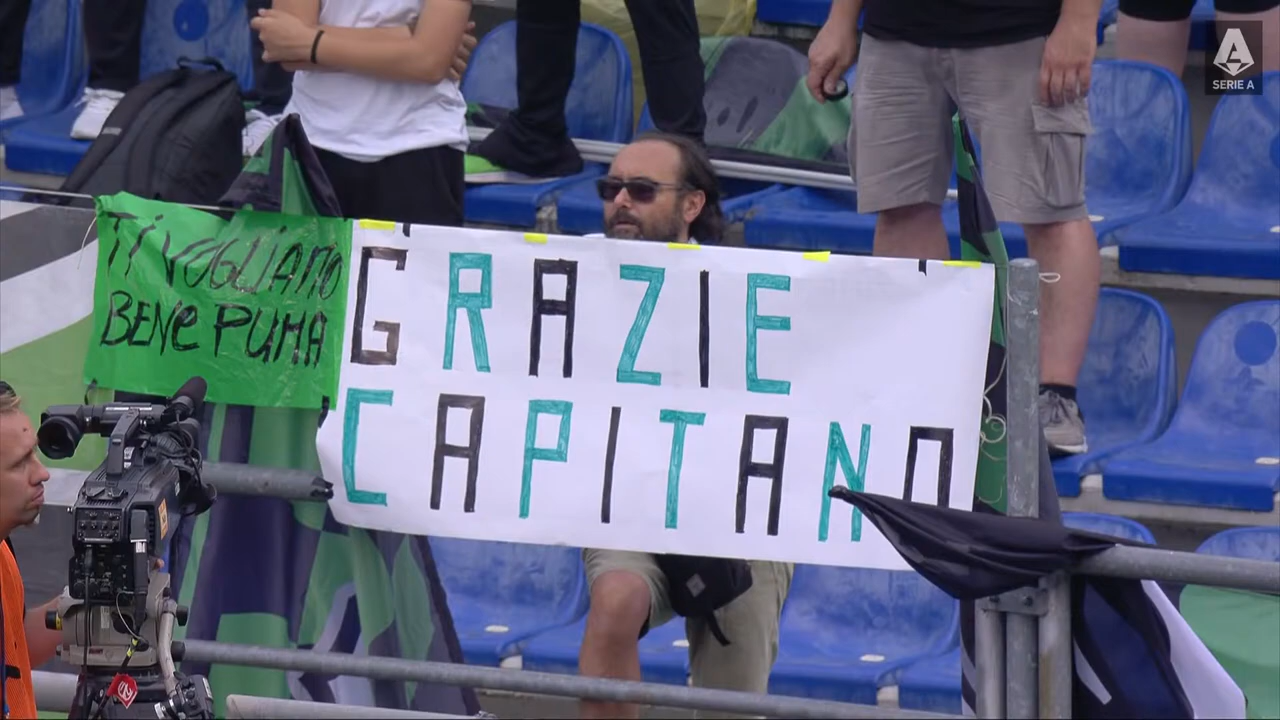 SERIE A
TI VOGLIAMO
BENE PUMA
GRAZIE
CAPITANO